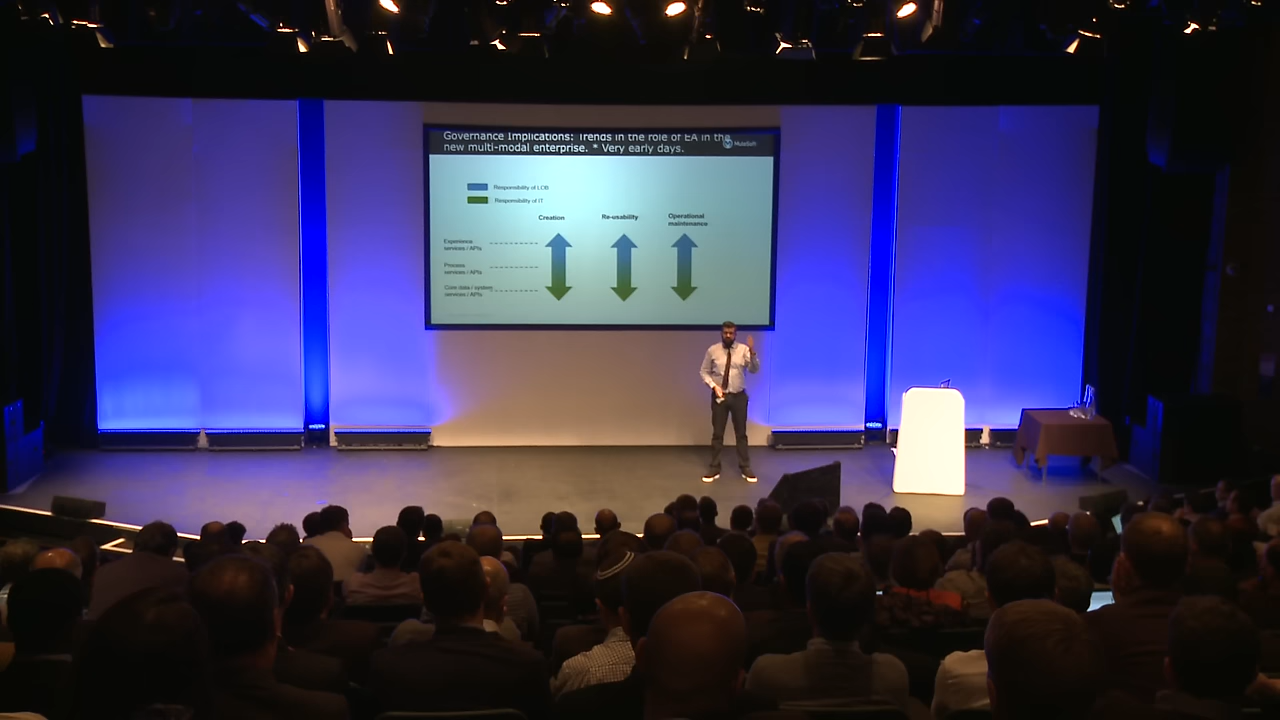 Governance Implications: Trends in the role of EA in the
new multi-modal enterprise. * Very early days.
MuleSoft
Responsibility of LOB
Responsibility of IT
Creation
Re-usability
Operational
maintenance
Experience
services / APIs
Process
services / APIs
Core data / system
services / APIs